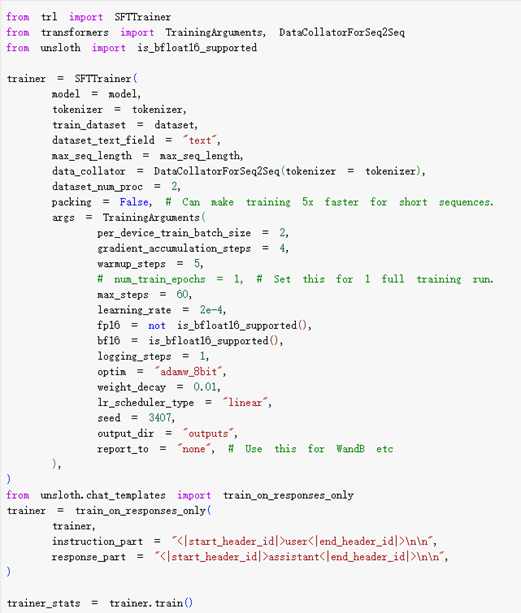 from trl import SFTTrainer
from transformers import TrainingArguments, DataCollatorForSeq2Seq
from unsloth import is_bfloat16_supported
trainer = SFTTrainer(
model = model,
tokenizer = tokenizer,
train_dataset = dataset,
dataset_text_field = "text",
max_seq_length = max_seq_length,
data_collator = DataCollatorForSeq2Seq(tokenizer = tokenizer),
dataset_num_proc = 2,
packing = False, # Can make training 5x faster for short sequences.
args = TrainingArguments(
per_device_train_batch_size = 2,
gradient_accumulation_steps = 4,
warmup_steps = 5,
# num_train_epochs = 1, # Set this for 1 full training run.
max_steps = 60,
learning_rate = 2e-4,
fp16 = not is_bfloat16_supported(),
bf16 = is_bfloat16_supported(),
logging_steps = 1,
optim = "adamw_8bit",
weight_decay = 0.01,
lr_scheduler_type = "linear",
seed = 3407,
output_dir = "outputs",
report_to = "none", # Use this for WandB etc
),
)
from unsloth.chat_templates import train_on_responses_only
trainer = train_on_responses_only(
trainer,
instruction_part = "<|start_header_id|>user<|end_header_id|>\n\n",
response_part = "<|start_header_id|>assistant<|end_header_id|>\n\n",
)
trainer_stats = trainer.train()